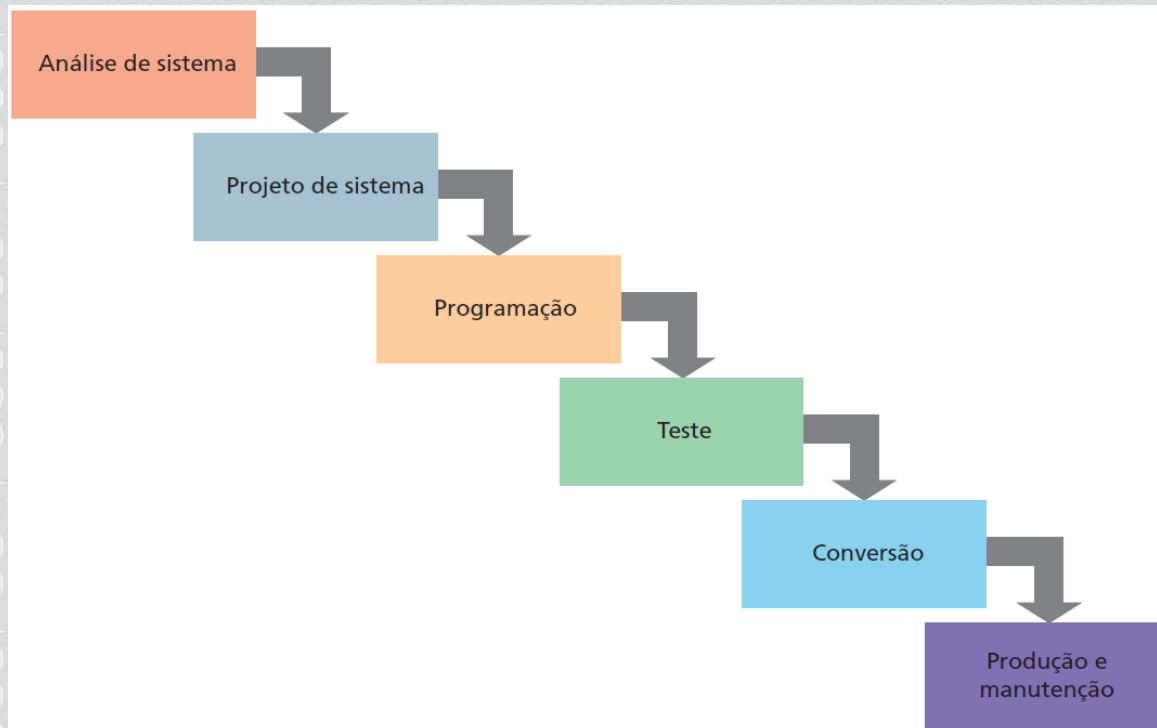 Análise de sistema
Projeto de sistema
Programação
Teste
Conversão
Produção e
manutenção